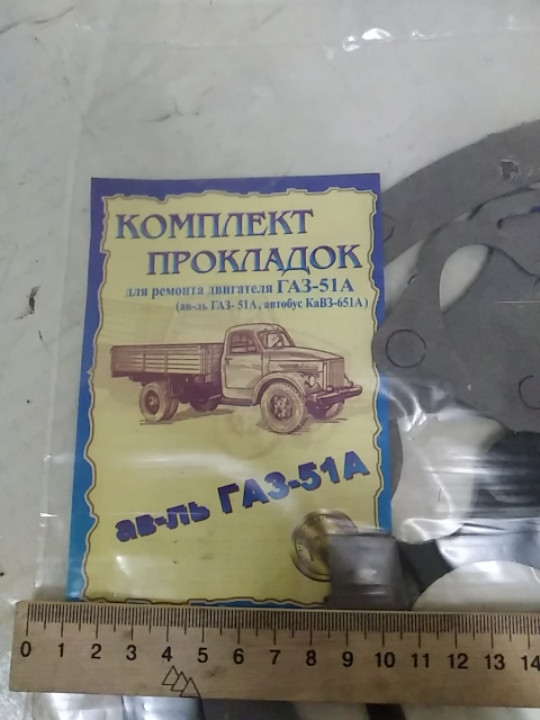 КОМПЛЕКТ
ПРОКЛАДОК
для ремонта двигателя ГАЗ-51А
(ав-ль ГАЗ- 51А, автобус КаВЗ-651А)
ав-ль ГАЗ-51А
0 1 2 3 4 5 6 7 8 9 10 11 12 13 14